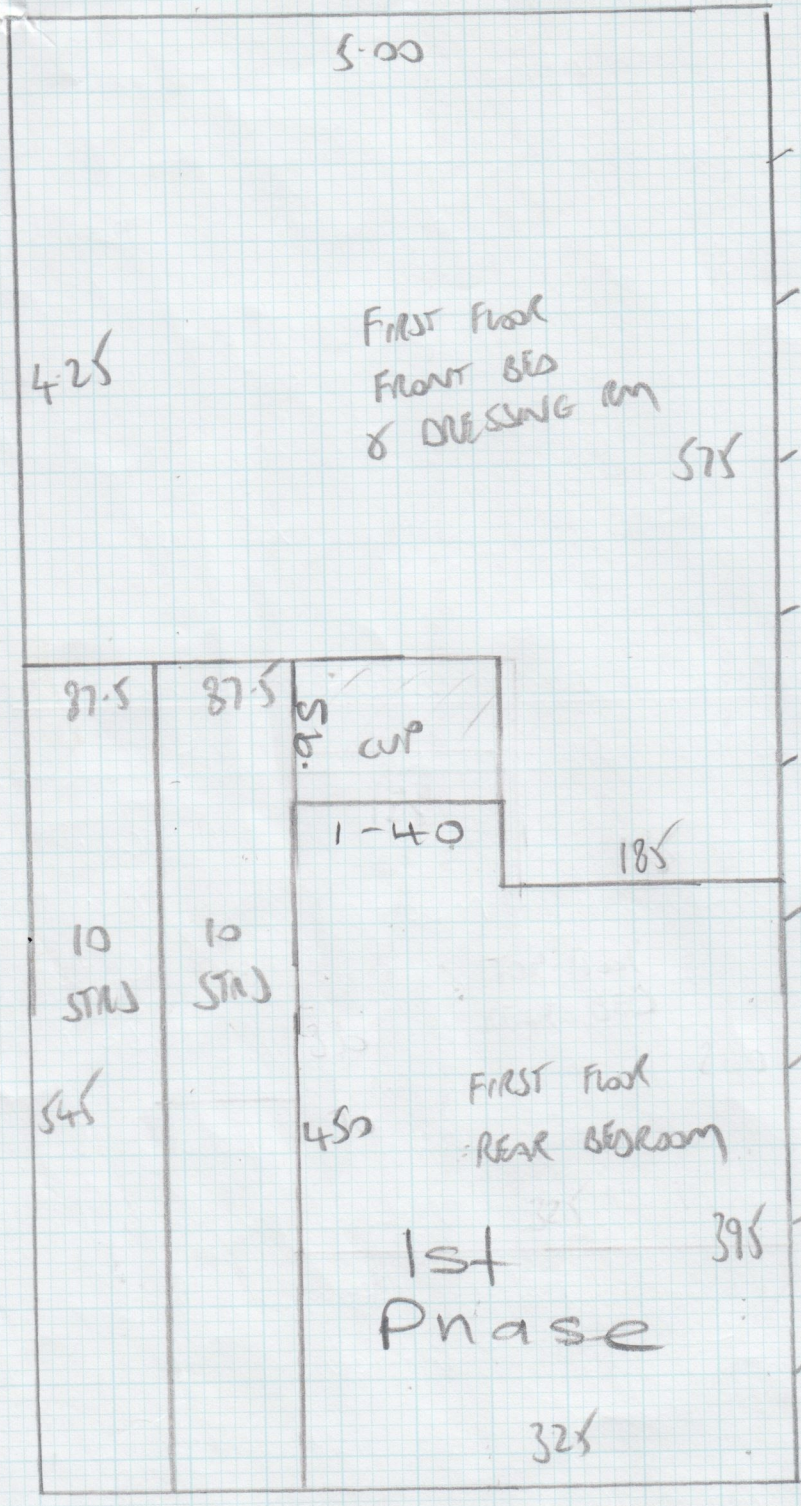 5.00
FIRST FLOOR
FRONT BED
& DRESSING RM
4.25
575
87.5
87.5
.95
CUP
1-40
185
10
STRS
10
STRS
545
450
FIRST FLOOR
REAR BEDROOM
395
1st
Phase
325